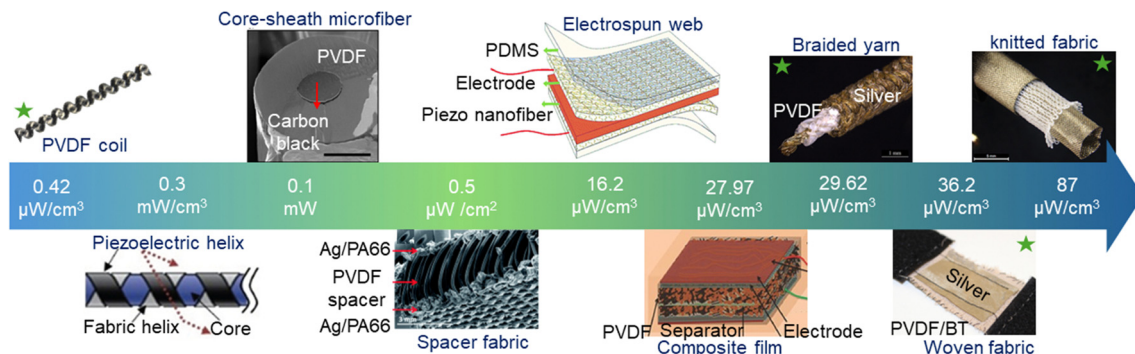 Core-sheath microfiber
Electrospun web
Braided yarn
knitted fabric
PVDF
Carbon
black
PDMS
Electrode
Piezo nanofiber
PVDF
Silver
PVDF coil
0.42
µW/cm³
0.3
mW/cm³
0.1
mW
0.5
µW /cm²
16.2
µW/cm³
27.97
µW/cm³
29.62
µW/cm³
36.2
µW/cm³
87
µW/cm³
Piezoelectric helix
Fabric helix
Core
Ag/PA66
PVDF
spacer
Ag/PA66
Spacer fabric
PVDF
Separator
Electrode
Composite film
Silver
PVDF/BT
Woven fabric